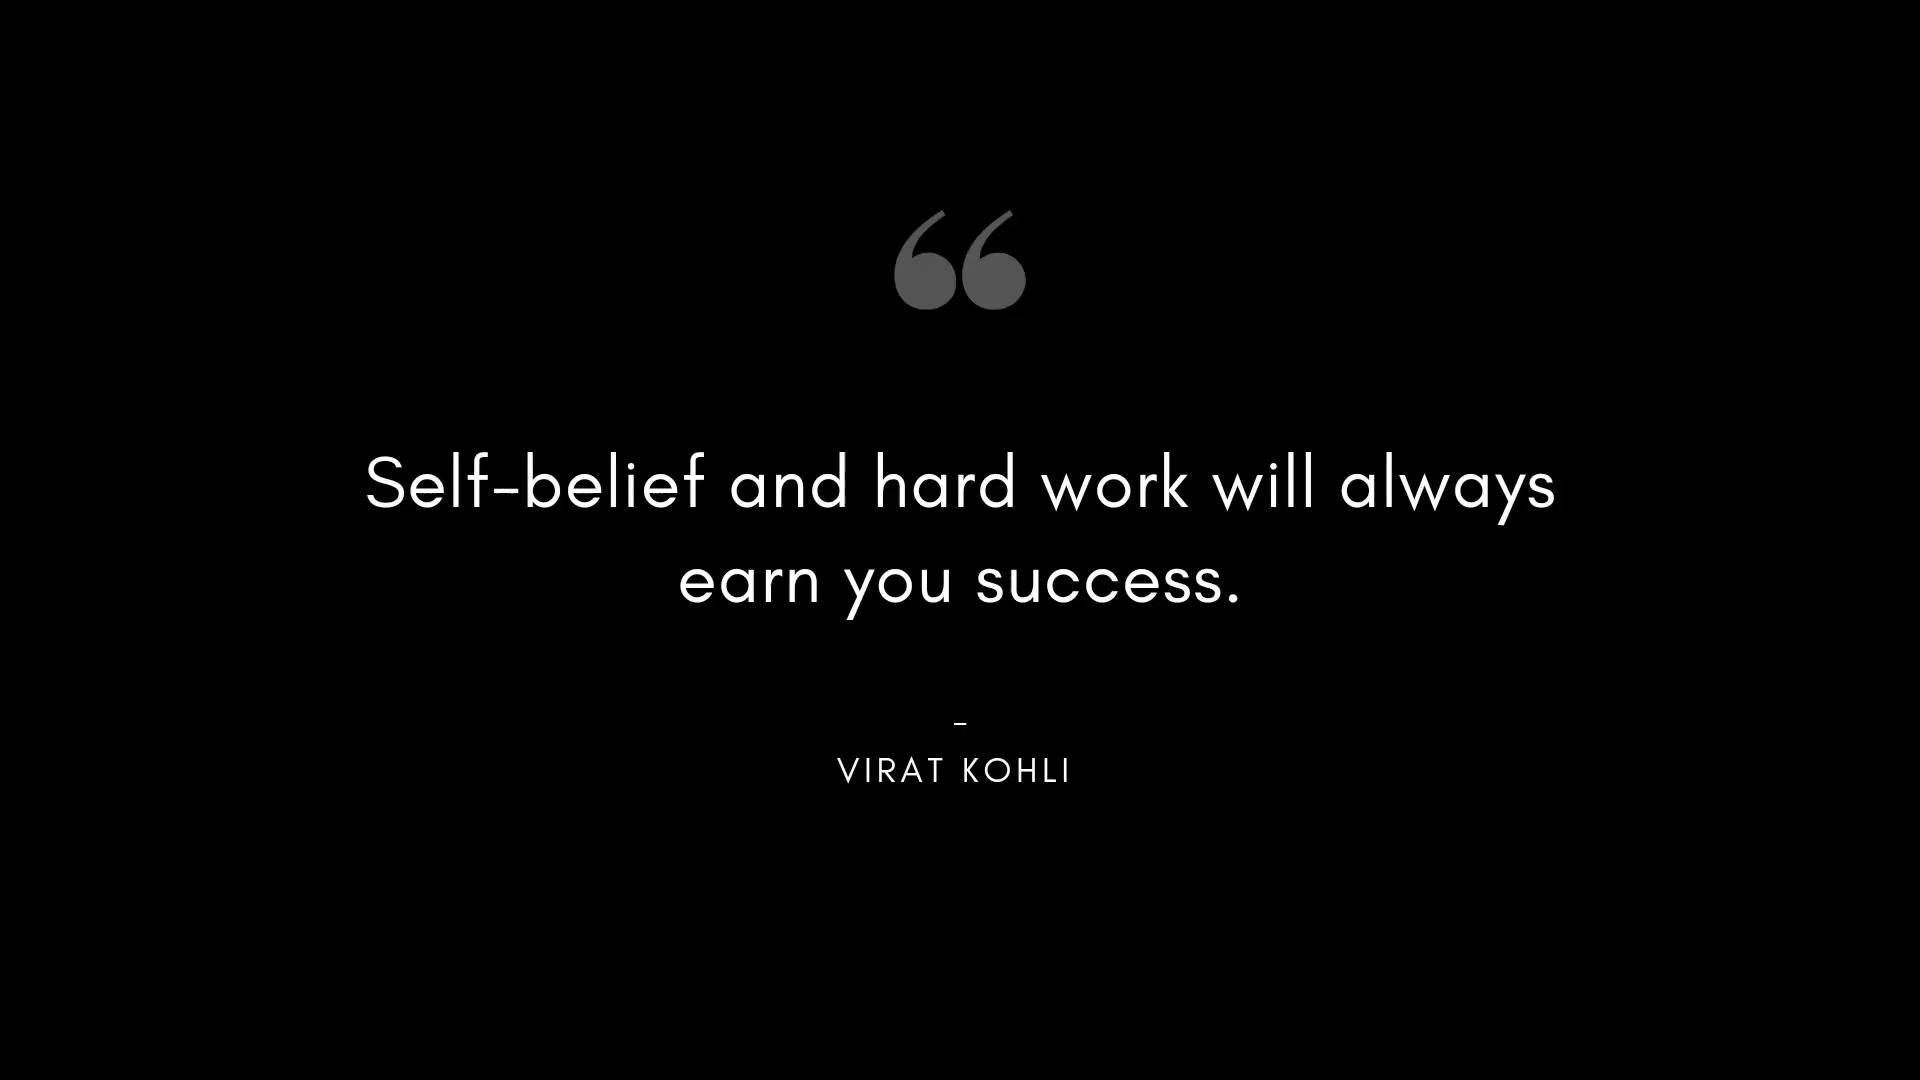 “
Self-belief and hard work will always
earn you success.
–
VIRAT KOHLI